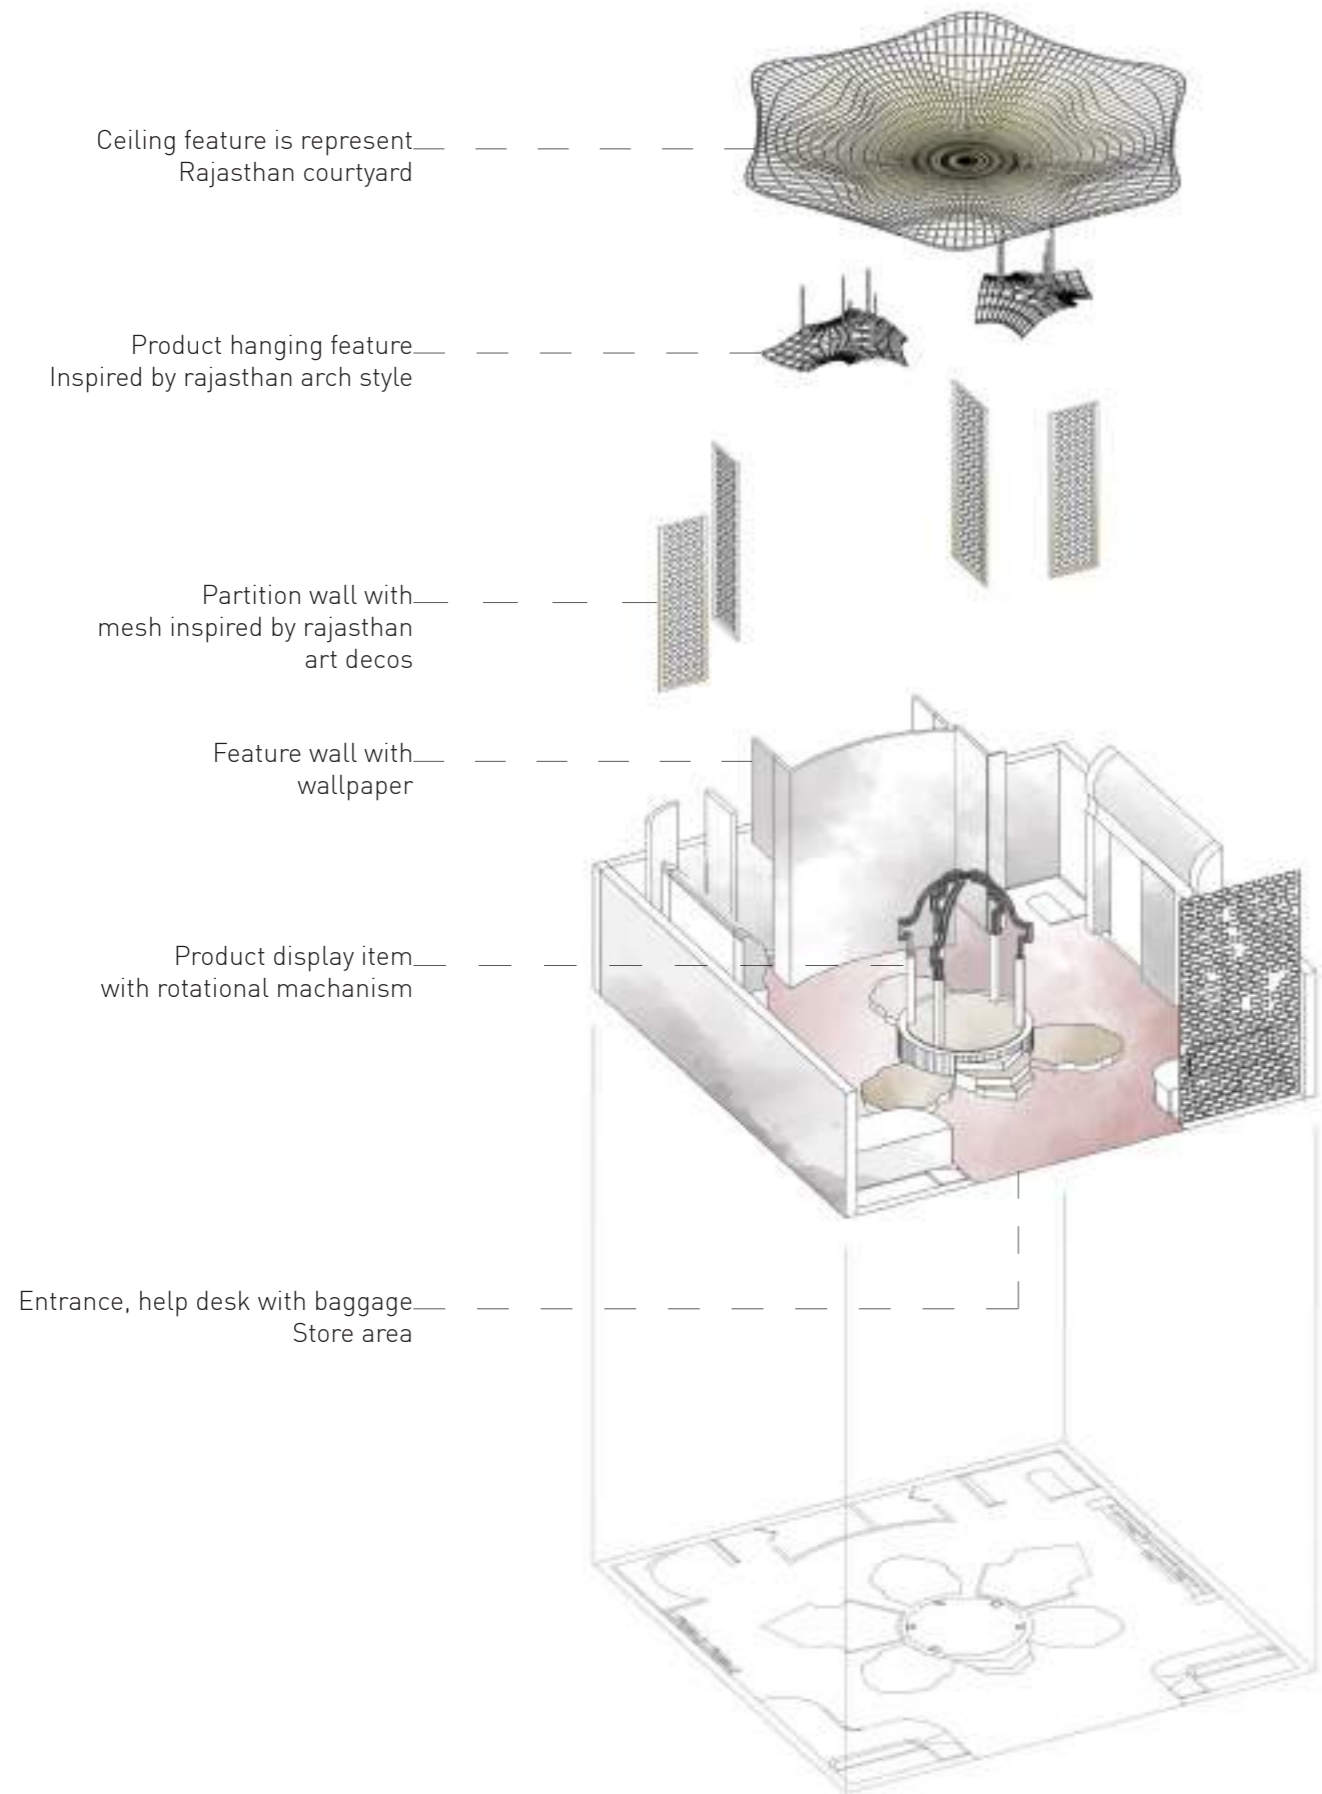 Ceiling feature is represent
Rajasthan courtyard
Product hanging feature
Inspired by rajasthan arch style
Partition wall with
mesh inspired by rajasthan
art decos
Feature wall with
wallpaper
Product display item
with rotational machanism
Entrance, help desk with baggage
Store area